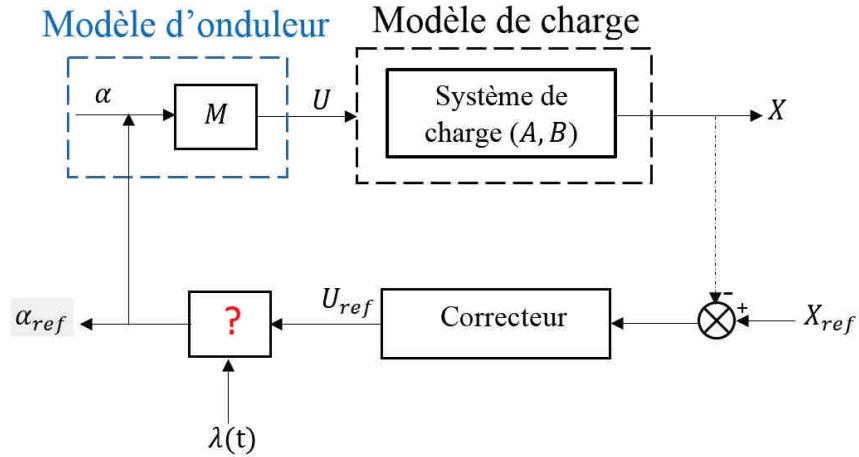 Modèle d'onduleur
Modèle de charge
α
M
U
Système de
charge (A, B)
X
-
+
α_ref
?
U_ref
Correcteur
X_ref
λ(t)